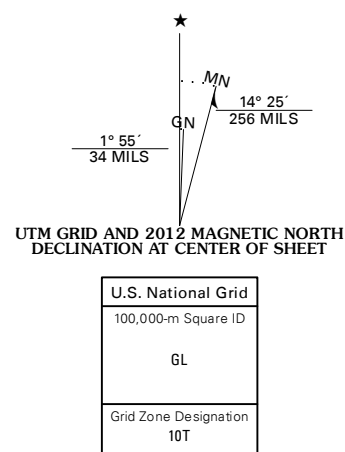 ★
MN
GN
14° 25´
256 MILS
1° 55´
34 MILS
UTM GRID AND 2012 MAGNETIC NORTH
DECLINATION AT CENTER OF SHEET
U.S. National Grid
100,000-m Square ID
GL
Grid Zone Designation
10T